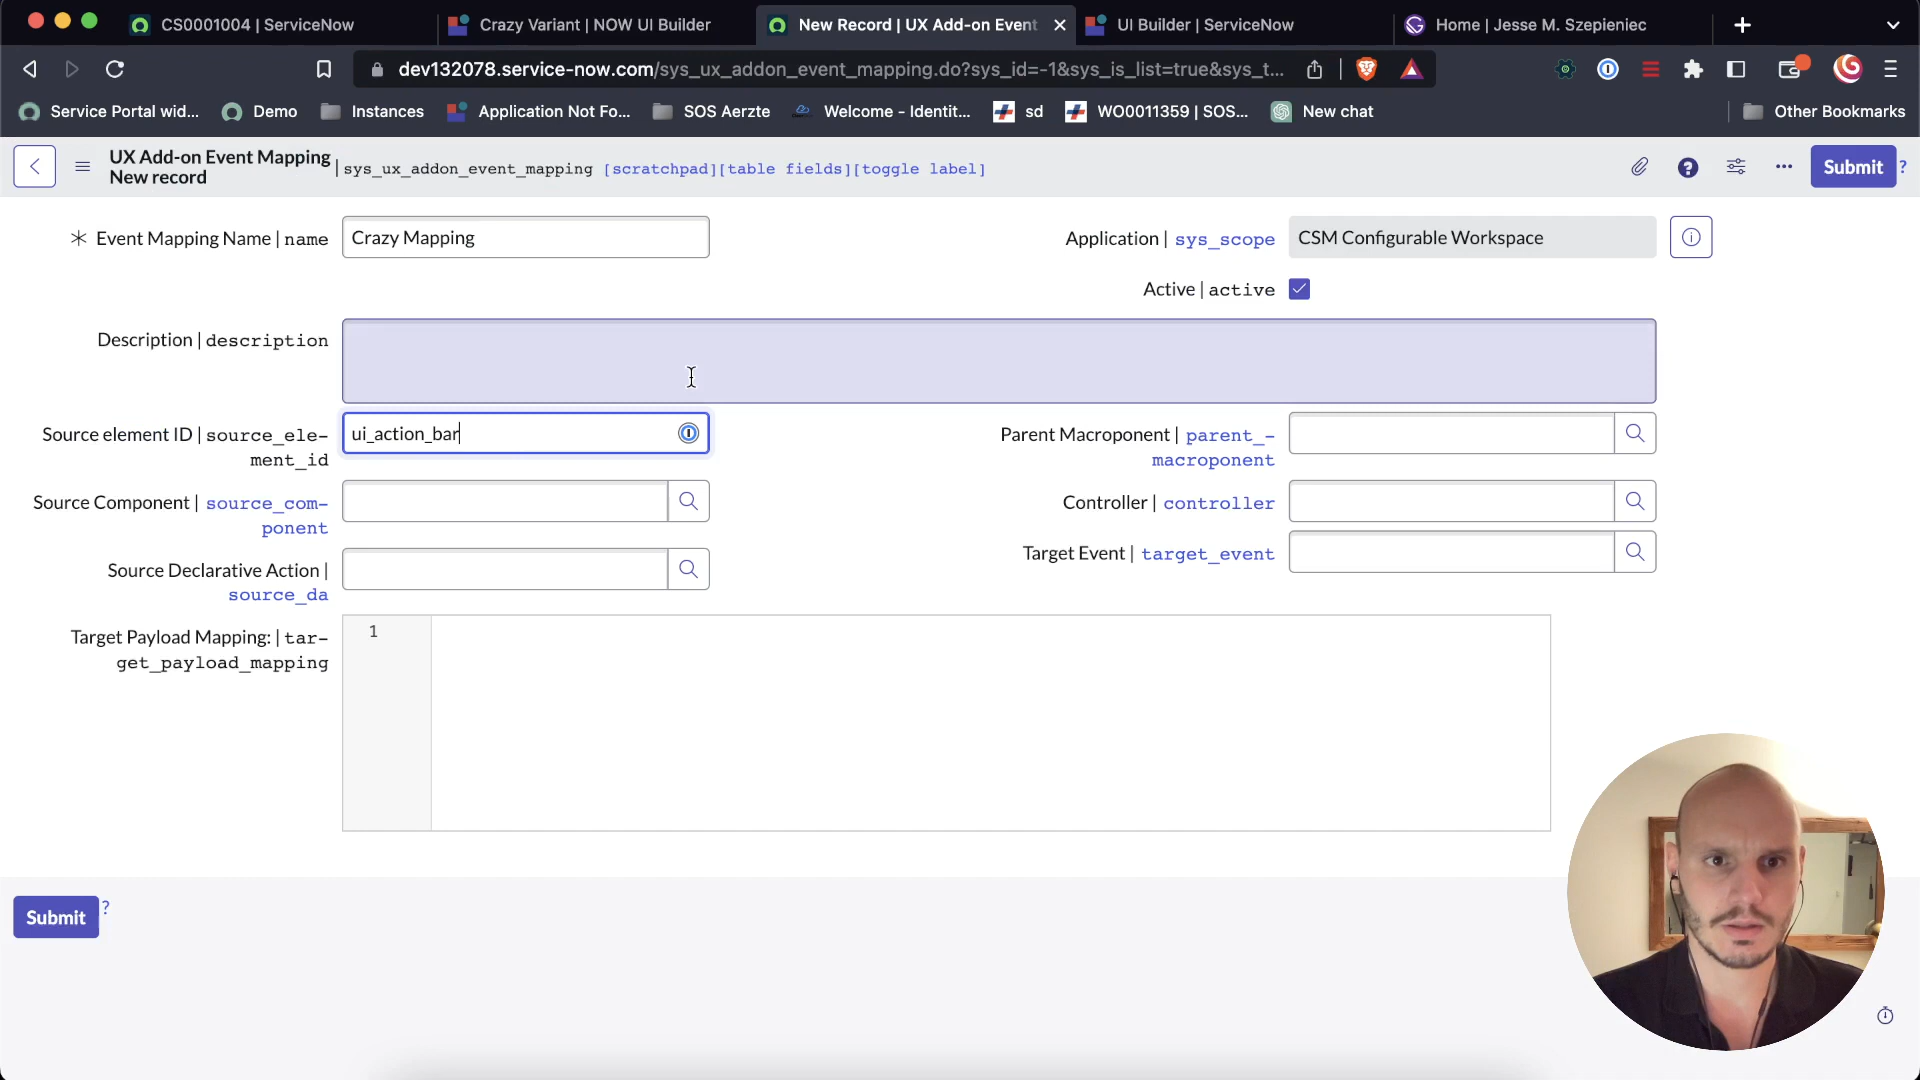 CS0001004 | ServiceNow
Crazy Variant | NOW UI Builder
New Record | UX Add-on Event
UI Builder | ServiceNow
Home | Jesse M. Szepieniec
dev132078.service-now.com/sys_ux_addon_event_mapping.do?sys_id=-1&sys_is_list=true&sys_t...
Service Portal wid...
Demo
Instances
Application Not Fo...
SOS Aerzte
Welcome - Identit...
sd
WO0011359 | SOS...
New chat
Other Bookmarks
UX Add-on Event Mapping
New record
| sys_ux_addon_event_mapping [scratchpad][table fields][toggle label]
Submit ?
Event Mapping Name | name
Crazy Mapping
Application | sys_scope
CSM Configurable Workspace
Active | active
Description | description
Source element ID | source_ele-
ment_id
ui_action_bar
Parent Macroponent | parent_-
macroponent
Source Component | source_com-
ponent
Controller | controller
Target Event | target_event
Source Declarative Action |
source_da
Target Payload Mapping: | tar-
get_payload_mapping
1
Submit ?